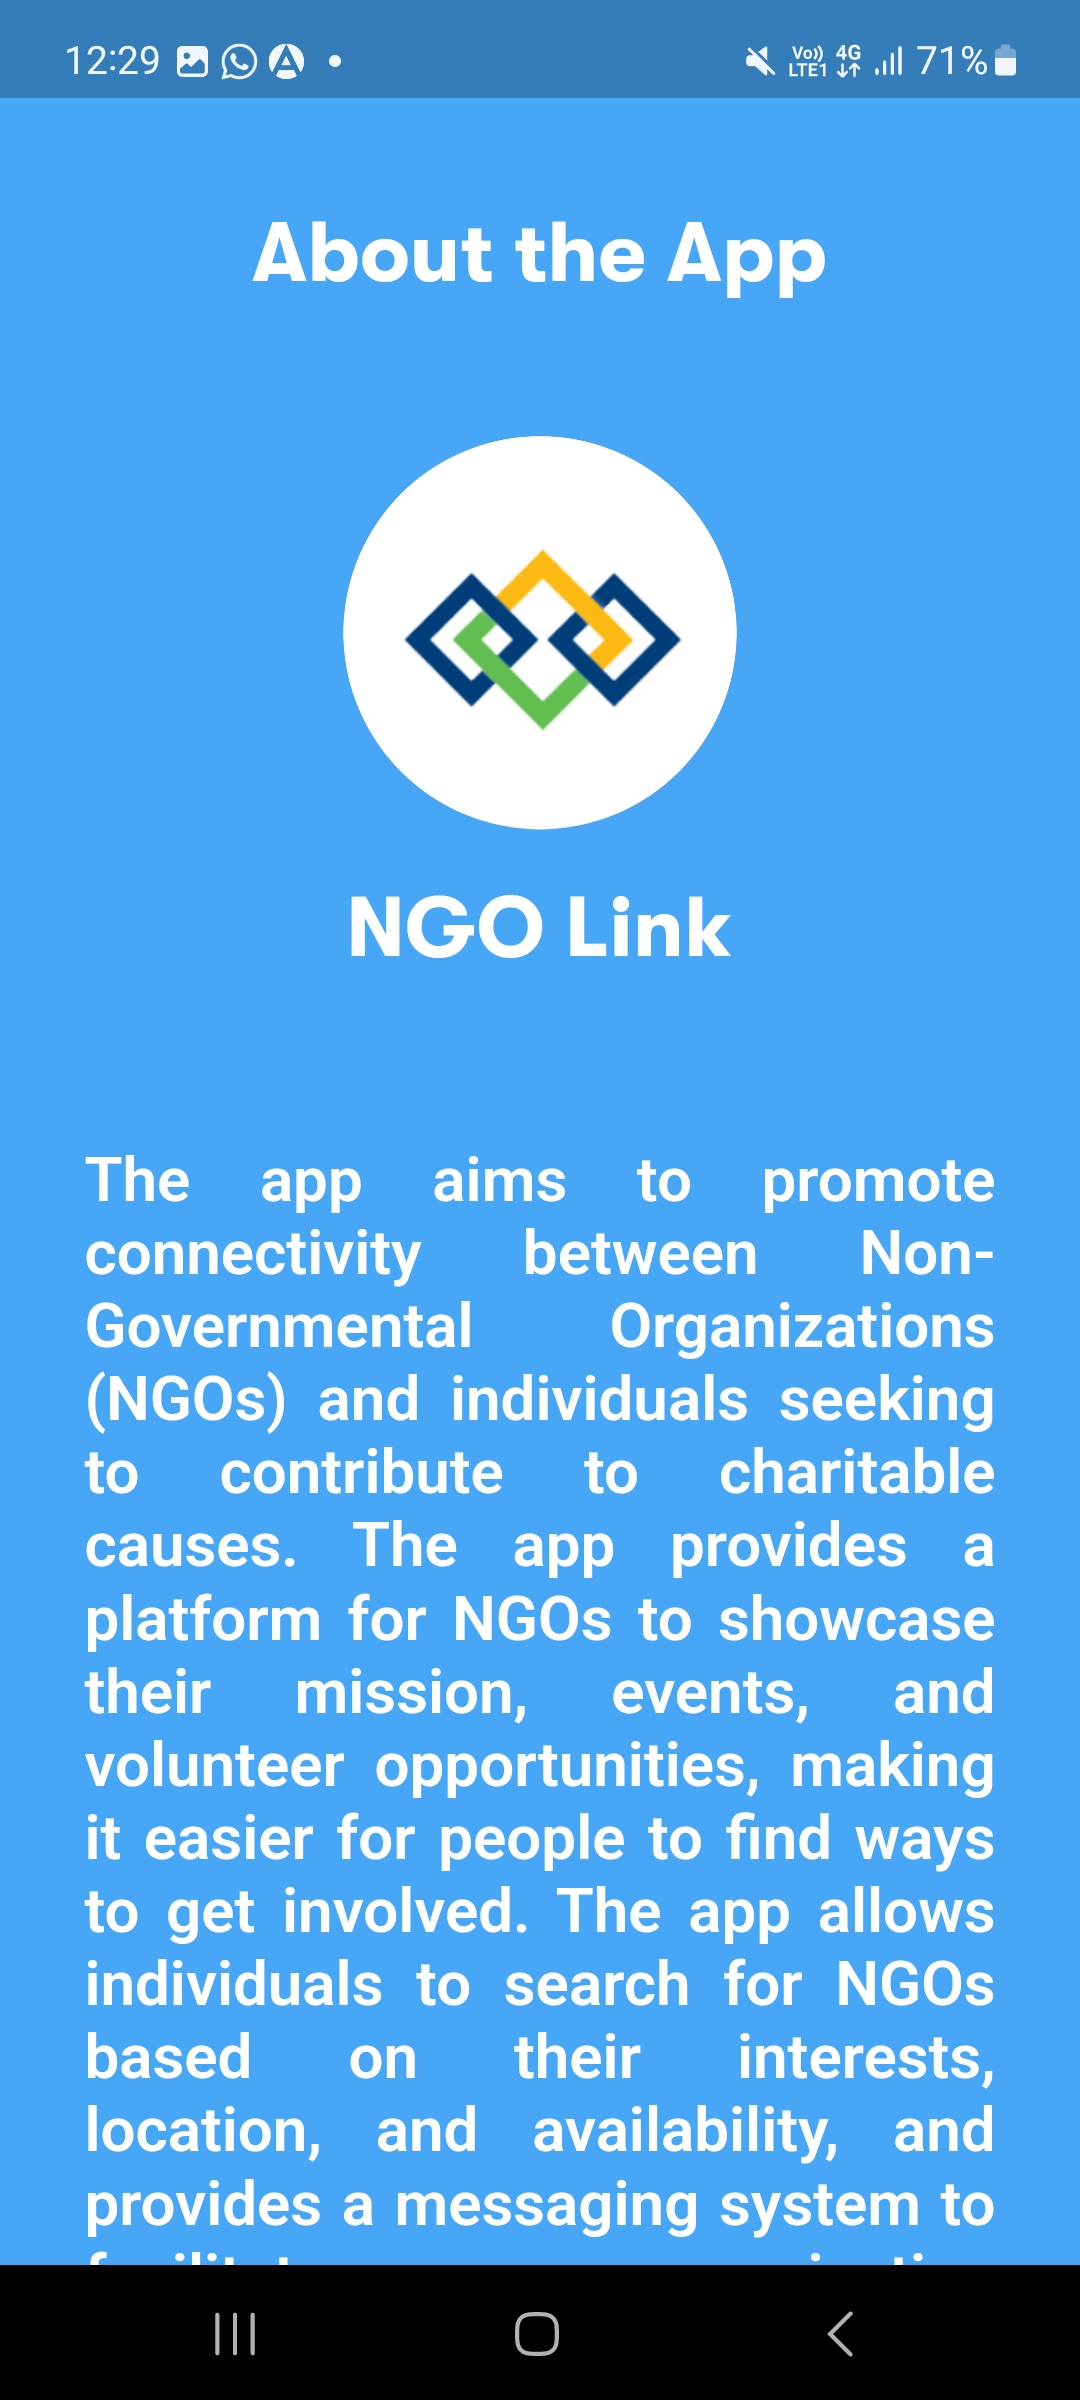 12:29
Vo)) LTE1 4G 71%
About the App
NGO Link
The app aims to promote
connectivity between Non-
Governmental Organizations
(NGOs) and individuals seeking
to contribute to charitable
causes. The app provides a
platform for NGOs to showcase
their mission, events, and
volunteer opportunities, making
it easier for people to find ways
to get involved. The app allows
individuals to search for NGOs
based on their interests,
location, and availability, and
provides a messaging system to